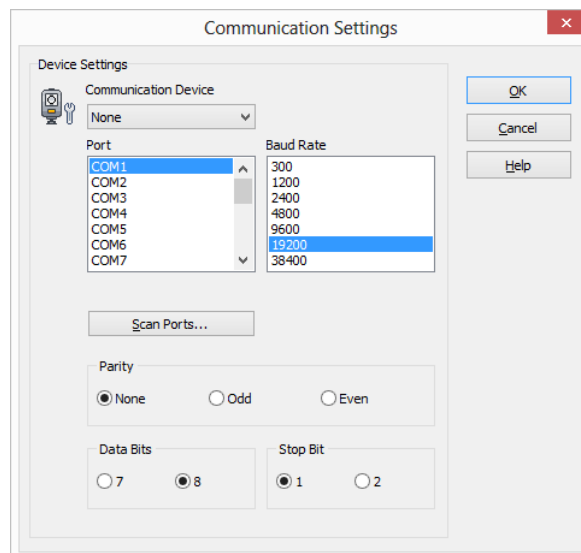 Communication Settings
Device Settings
Communication Device
None
OK
Cancel
Help
Port
Baud Rate
COM1
COM2
COM3
COM4
COM5
COM6
COM7
300
1200
2400
4800
9600
19200
38400
Scan Ports...
Parity
None Odd Even
Data Bits
7 8
Stop Bit
1 2